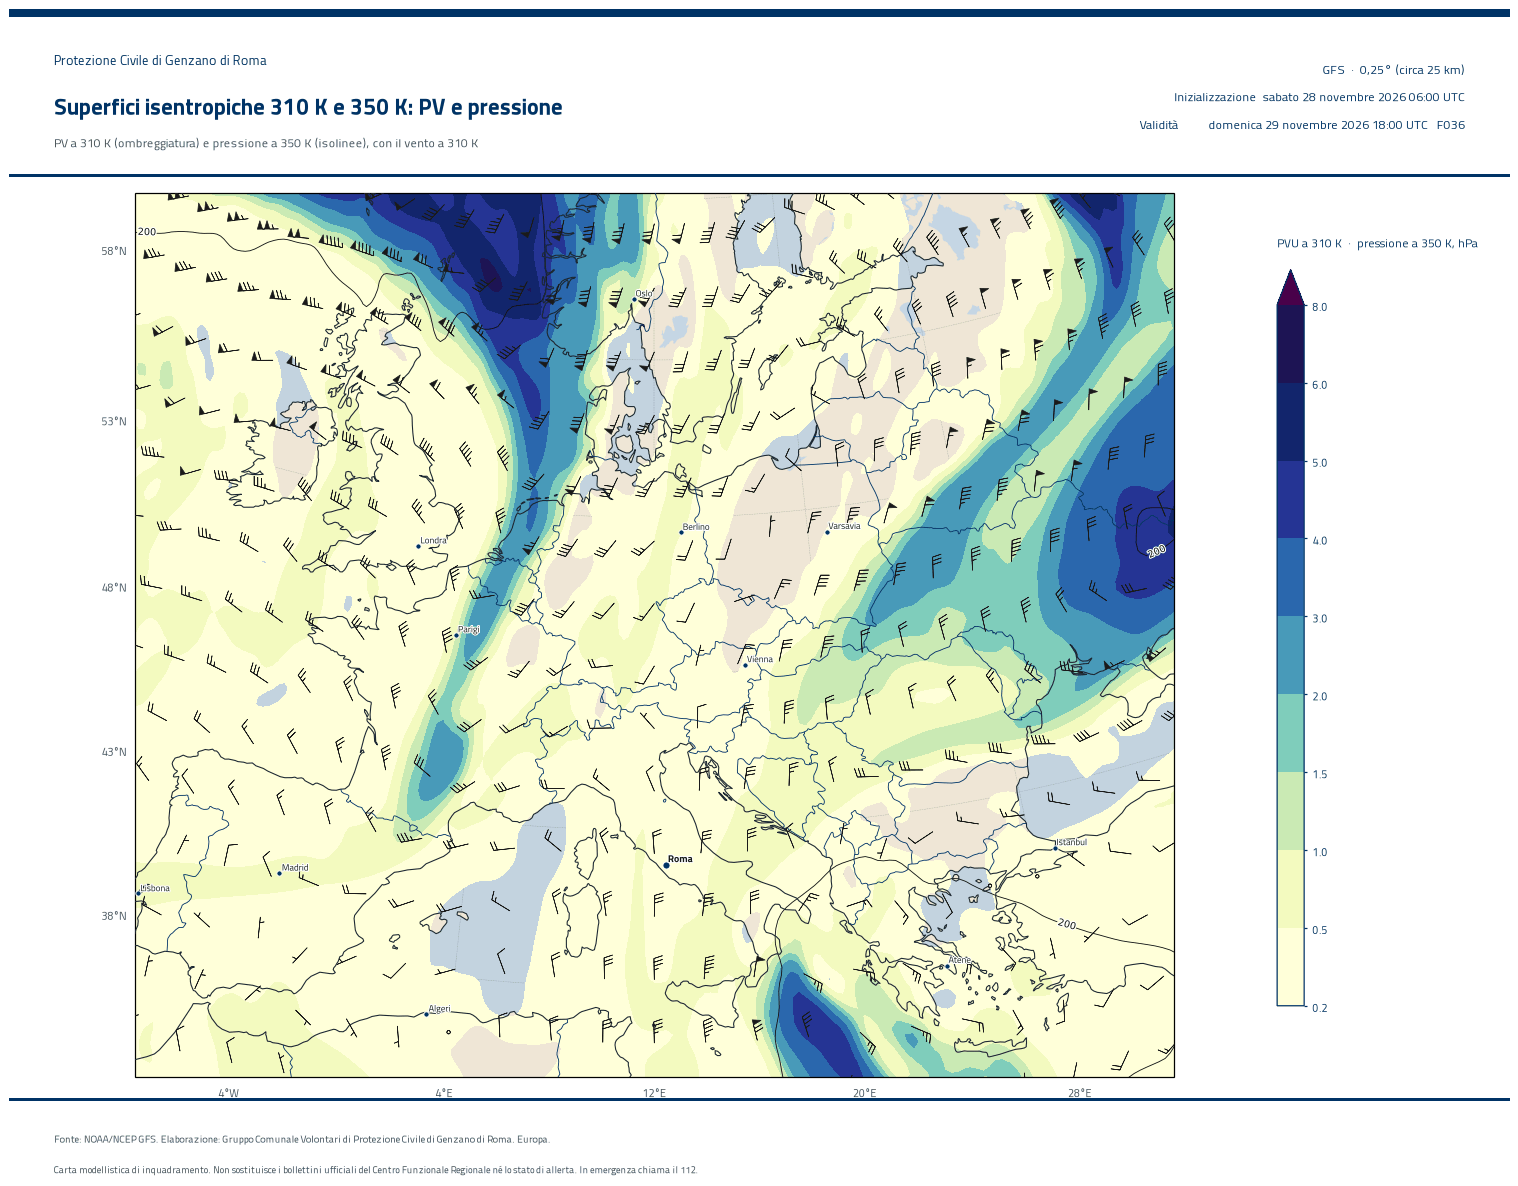 Protezione Civile di Genzano di Roma
Superfici isentropiche 310 K e 350 K: PV e pressione
PV a 310 K (ombreggiatura) e pressione a 350 K (isolinee), con il vento a 310 K
GFS · 0,25° (circa 25 km)
Inizializzazione sabato 28 novembre 2026 06:00 UTC
Validità domenica 29 novembre 2026 18:00 UTC F036
PVU a 310 K · pressione a 350 K, hPa
8.0
6.0
5.0
4.0
3.0
2.0
1.5
1.0
0.5
0.2
58°N
53°N
48°N
43°N
38°N
4°W
4°E
12°E
20°E
28°E
200
Oslo
Berlino
Varsavia
Londra
200
Parigi
Vienna
Istanbul
Roma
Madrid
Lisbona
200
Atene
Algeri
Fonte: NOAA/NCEP GFS. Elaborazione: Gruppo Comunale Volontari di Protezione Civile di Genzano di Roma. Europa.
Carta modellistica di inquadramento. Non sostituisce i bollettini ufficiali del Centro Funzionale Regionale né lo stato di allerta. In emergenza chiama il 112.